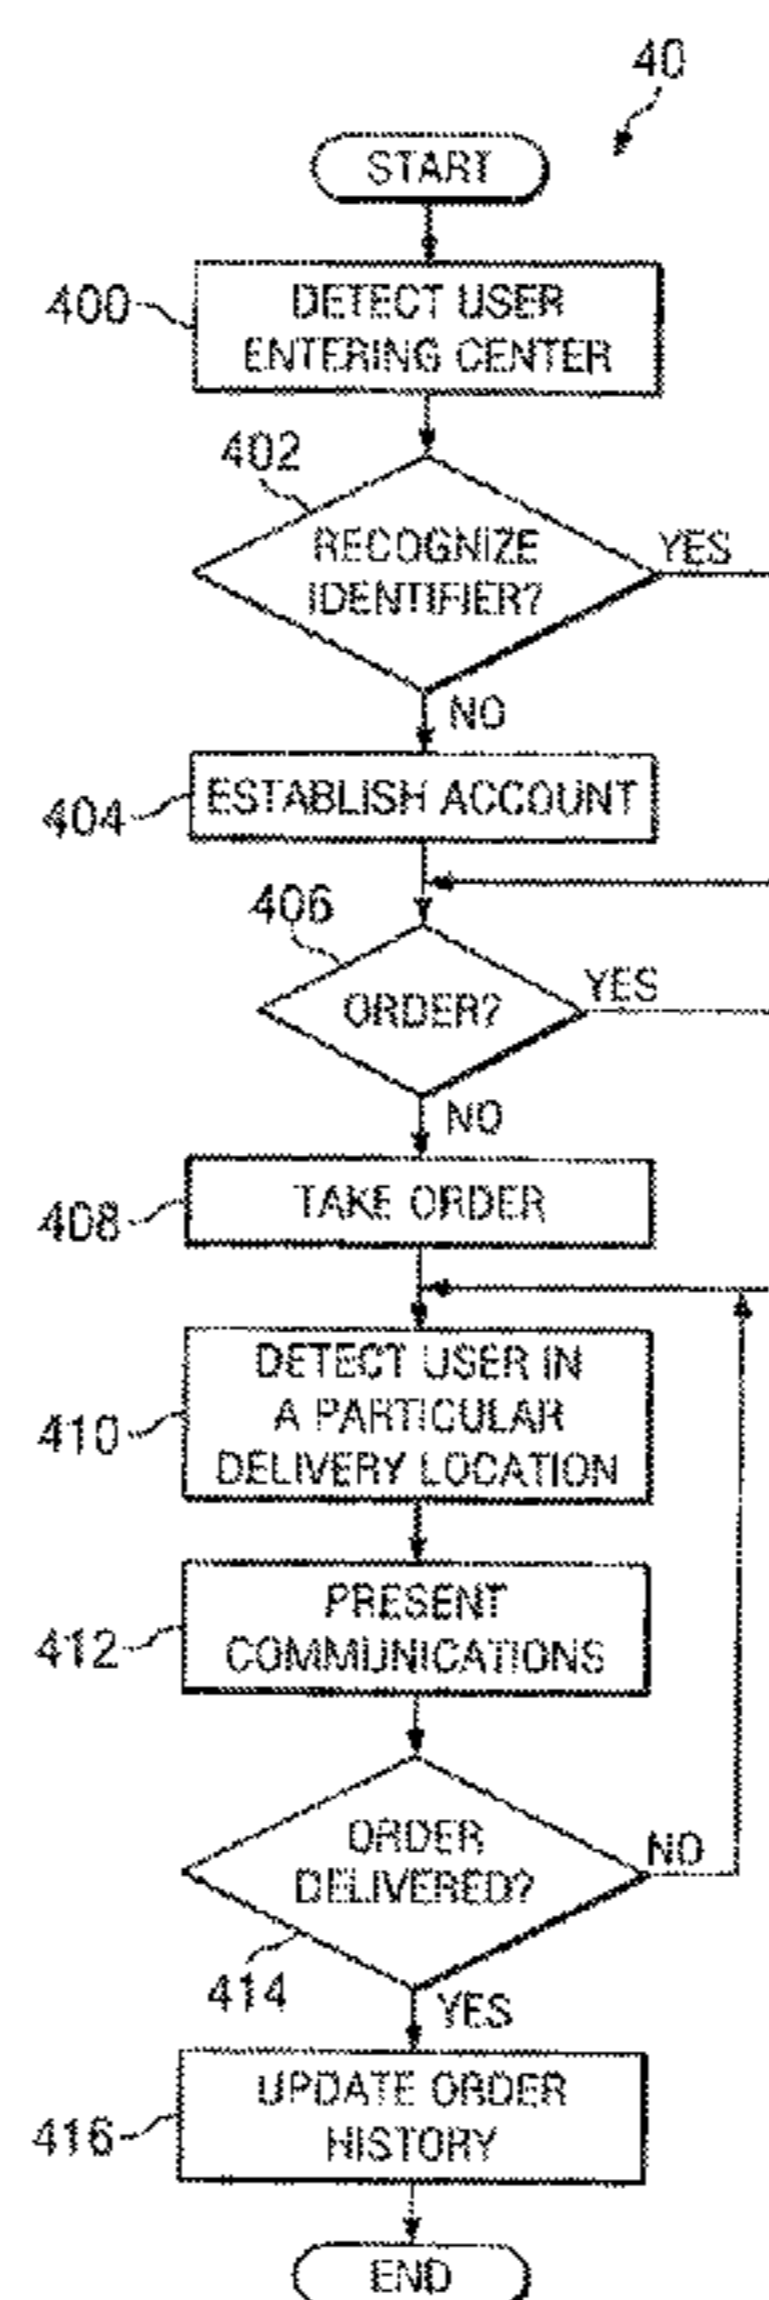 40
START
400
DETECT USER
ENTERING CENTER
402
RECOGNIZE
IDENTIFIER?
YES
NO
404
ESTABLISH ACCOUNT
406
ORDER?
YES
NO
408
TAKE ORDER
410
DETECT USER IN
A PARTICULAR
DELIVERY LOCATION
412
PRESENT
COMMUNICATIONS
ORDER
DELIVERED?
NO
414
YES
416
UPDATE ORDER
HISTORY
END